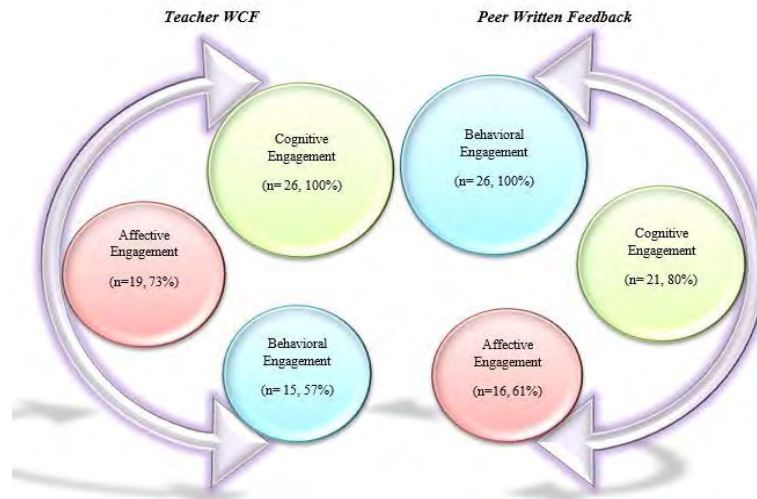 Teacher WCF
Peer Written Feedback
Cognitive
Engagement
(n= 26, 100%)
Affective
Engagement
(n=19, 73%)
Behavioral
Engagement
(n= 15, 57%)
Behavioral
Engagement
(n= 26, 100%)
Cognitive
Engagement
(n= 21, 80%)
Affective
Engagement
(n=16, 61%)